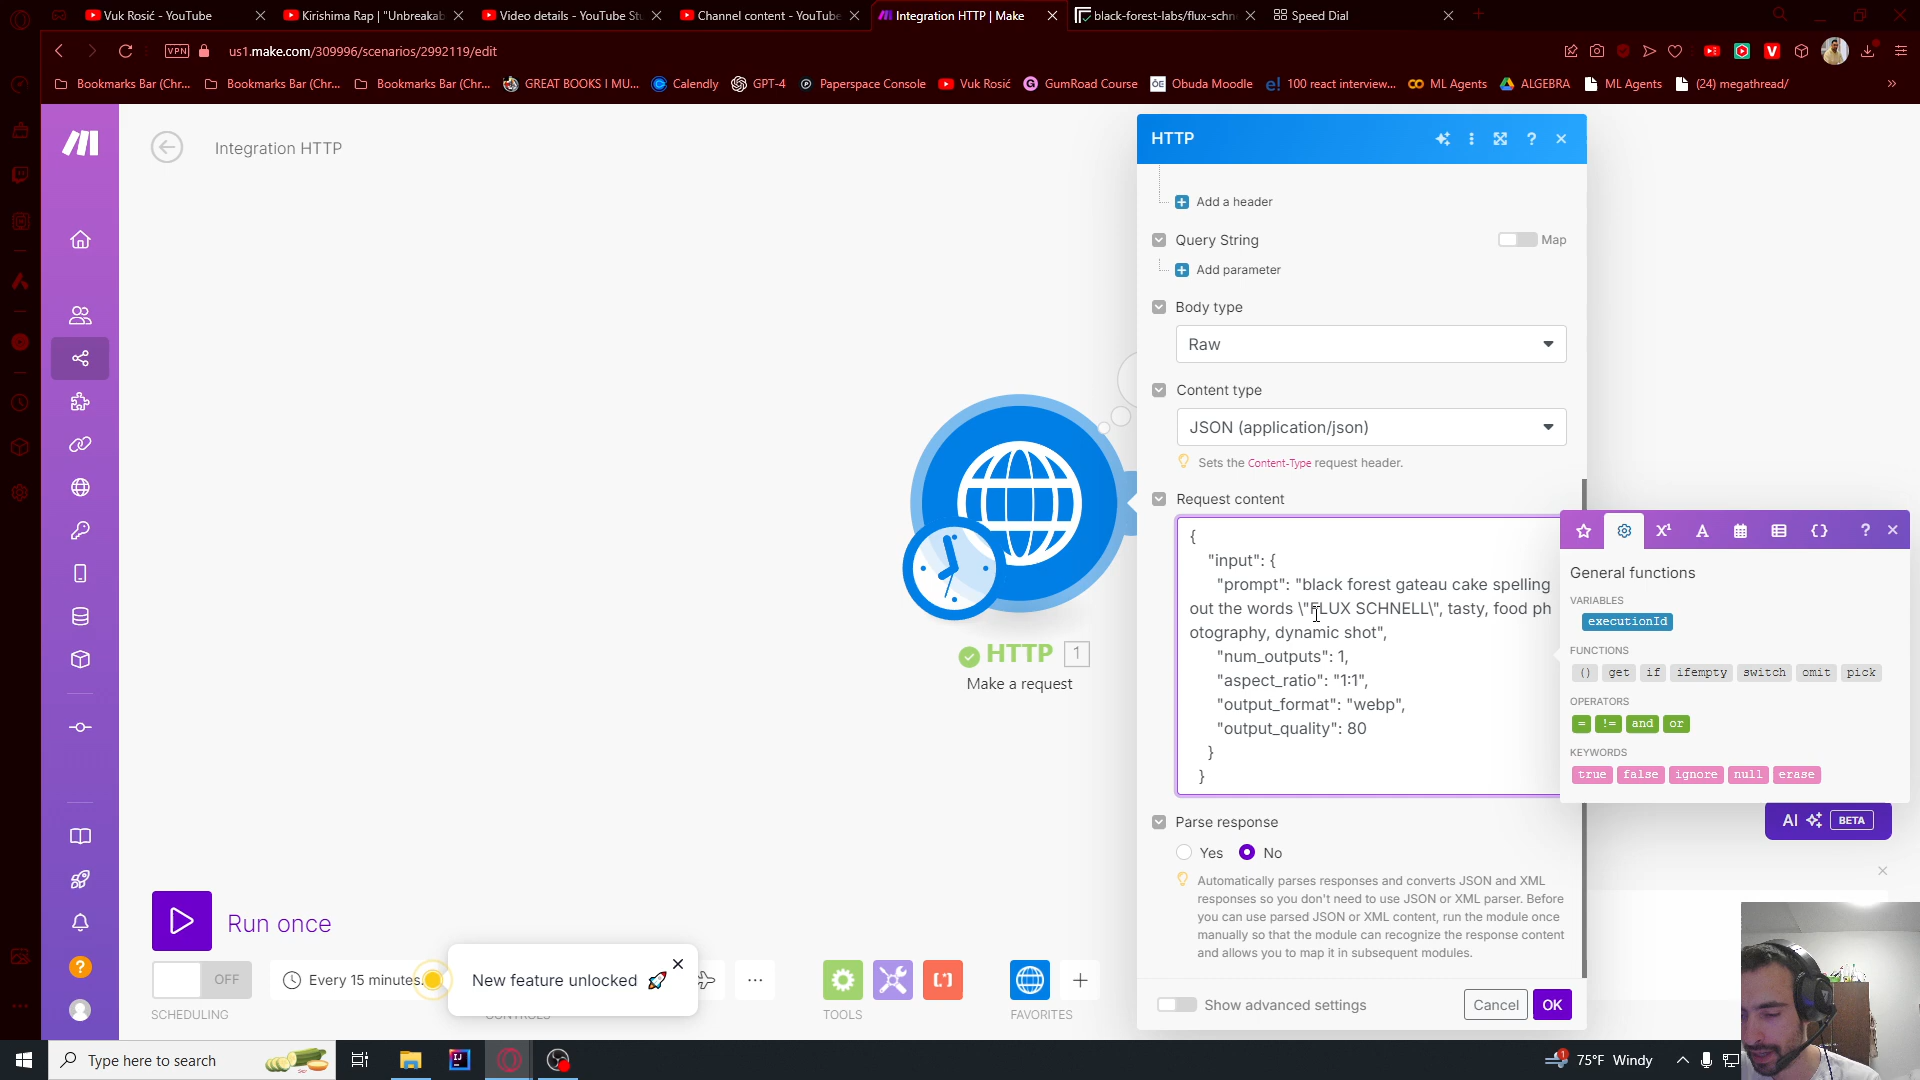 Vuk Rosić - YouTube
Kirishima Rap | "Unbreakab
Video details - YouTube Stu
Channel content - YouTube
Integration HTTP | Make
black-forest-labs/flux-schn
Speed Dial
VPN
us1.make.com/309996/scenarios/2992119/edit
Bookmarks Bar (Chr...
Bookmarks Bar (Chr...
Bookmarks Bar (Chr...
GREAT BOOKS I MU...
Calendly
GPT-4
Paperspace Console
Vuk Rosić
GumRoad Course
Obuda Moodle
100 react interview...
ML Agents
ALGEBRA
ML Agents
(24) megathread/
Integration HTTP
HTTP
Add a header
Query String
Map
Add parameter
Body type
Raw
Content type
JSON (application/json)
Sets the Content-Type request header.
Request content
{
"input": {
"prompt": "black forest gateau cake spelling
out the words \"FLUX SCHNELL\", tasty, food ph
otography, dynamic shot",
"num_outputs": 1,
"aspect_ratio": "1:1",
"output_format": "webp",
"output_quality": 80
}
}
General functions
VARIABLES
executionId
FUNCTIONS
() get if ifempty switch omit pick
OPERATORS
= != and or
KEYWORDS
true false ignore null erase
AI BETA
HTTP 1
Make a request
Parse response
Yes No
Automatically parses responses and converts JSON and XML
responses so you don't need to use JSON or XML parser. Before
you can use parsed JSON or XML content, run the module once
manually so that the module can recognize the response content
and allows you to map it in subsequent modules.
Show advanced settings
Cancel
OK
Run once
OFF
Every 15 minutes.
New feature unlocked
SCHEDULING
TOOLS
FAVORITES
Type here to search
75°F Windy